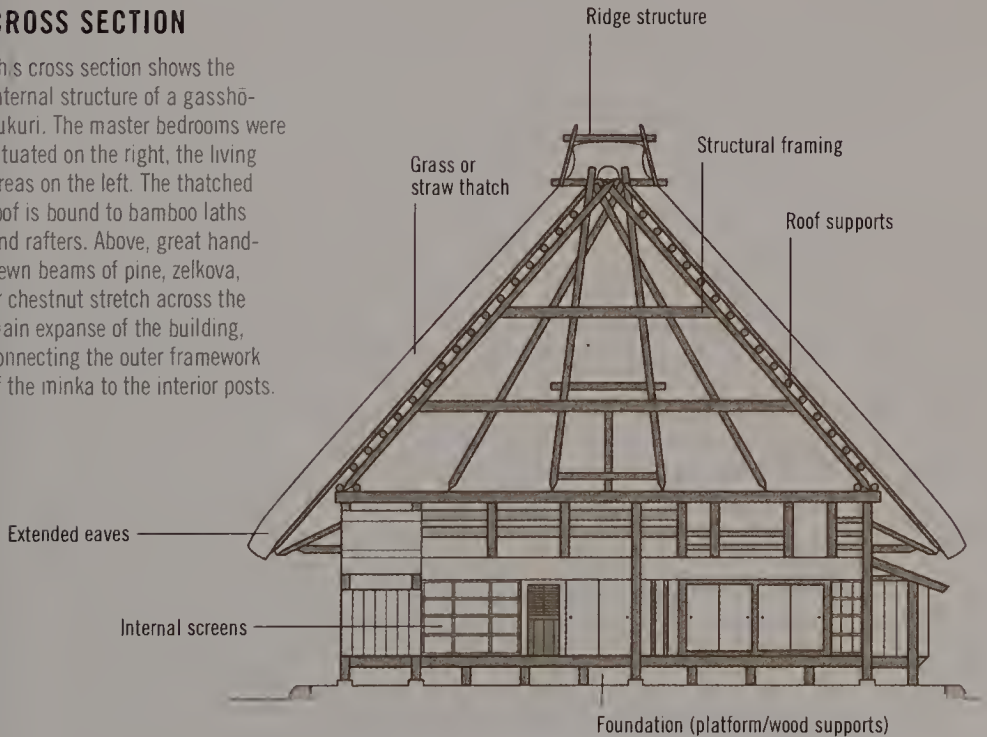 CROSS SECTION
his cross section shows the
nternal structure of a gasshō-
ukuri. The master bedrooms were
tuated on the right, the living
reas on the left. The thatched
oof is bound to bamboo laths
nd rafters. Above, great hand-
ewn beams of pine, zelkova,
r chestnut stretch across the
ain expanse of the building,
onnecting the outer framework
f the minka to the interior posts.
Ridge structure
Grass or
straw thatch
Structural framing
Roof supports
Extended eaves
Internal screens
Foundation (platform/wood supports)